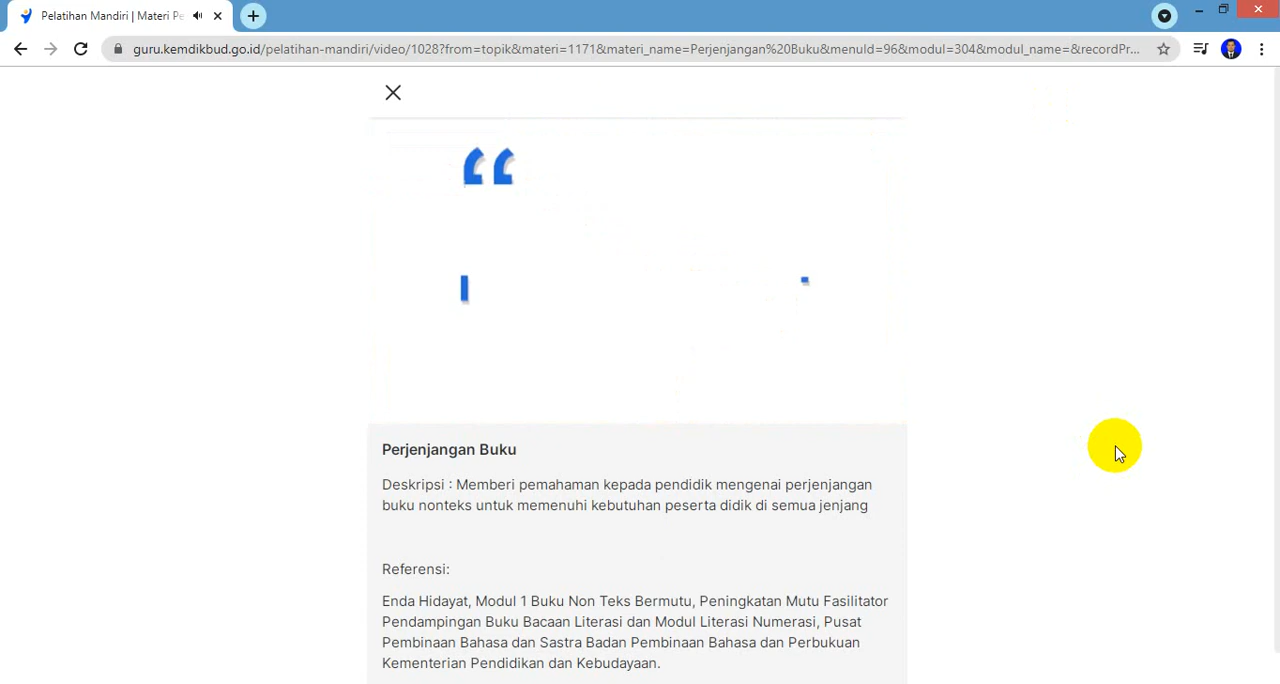 Pelatihan Mandiri | Materi Pe
guru.kemdikbud.go.id/pelatihan-mandiri/video/1028?from=topik&materi=1171&materi_name=Perjenjangan%20Buku&menuId=96&modul=304&modul_name=&recordPr...
“
Perjenjangan Buku
Deskripsi : Memberi pemahaman kepada pendidik mengenai perjenjangan
buku nonteks untuk memenuhi kebutuhan peserta didik di semua jenjang
Referensi:
Enda Hidayat, Modul 1 Buku Non Teks Bermutu, Peningkatan Mutu Fasilitator
Pendampingan Buku Bacaan Literasi dan Modul Literasi Numerasi, Pusat
Pembinaan Bahasa dan Sastra Badan Pembinaan Bahasa dan Perbukuan
Kementerian Pendidikan dan Kebudayaan.